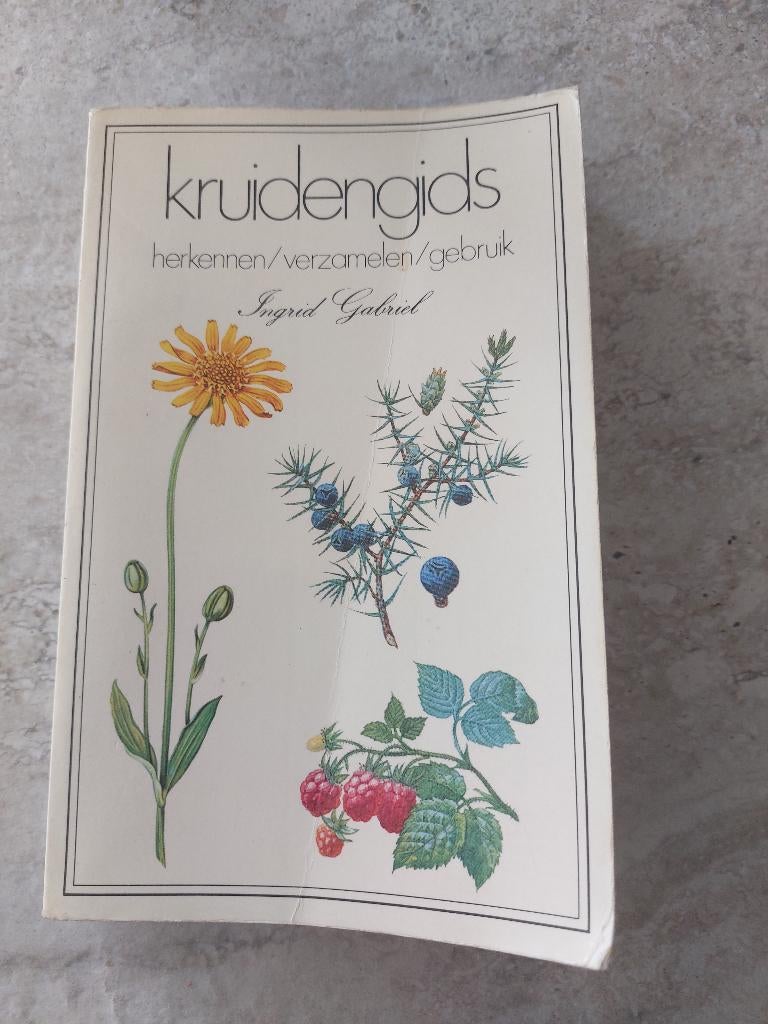 kruidengids
herkennen/verzamelen/gebruik
Ingrid Gabriel